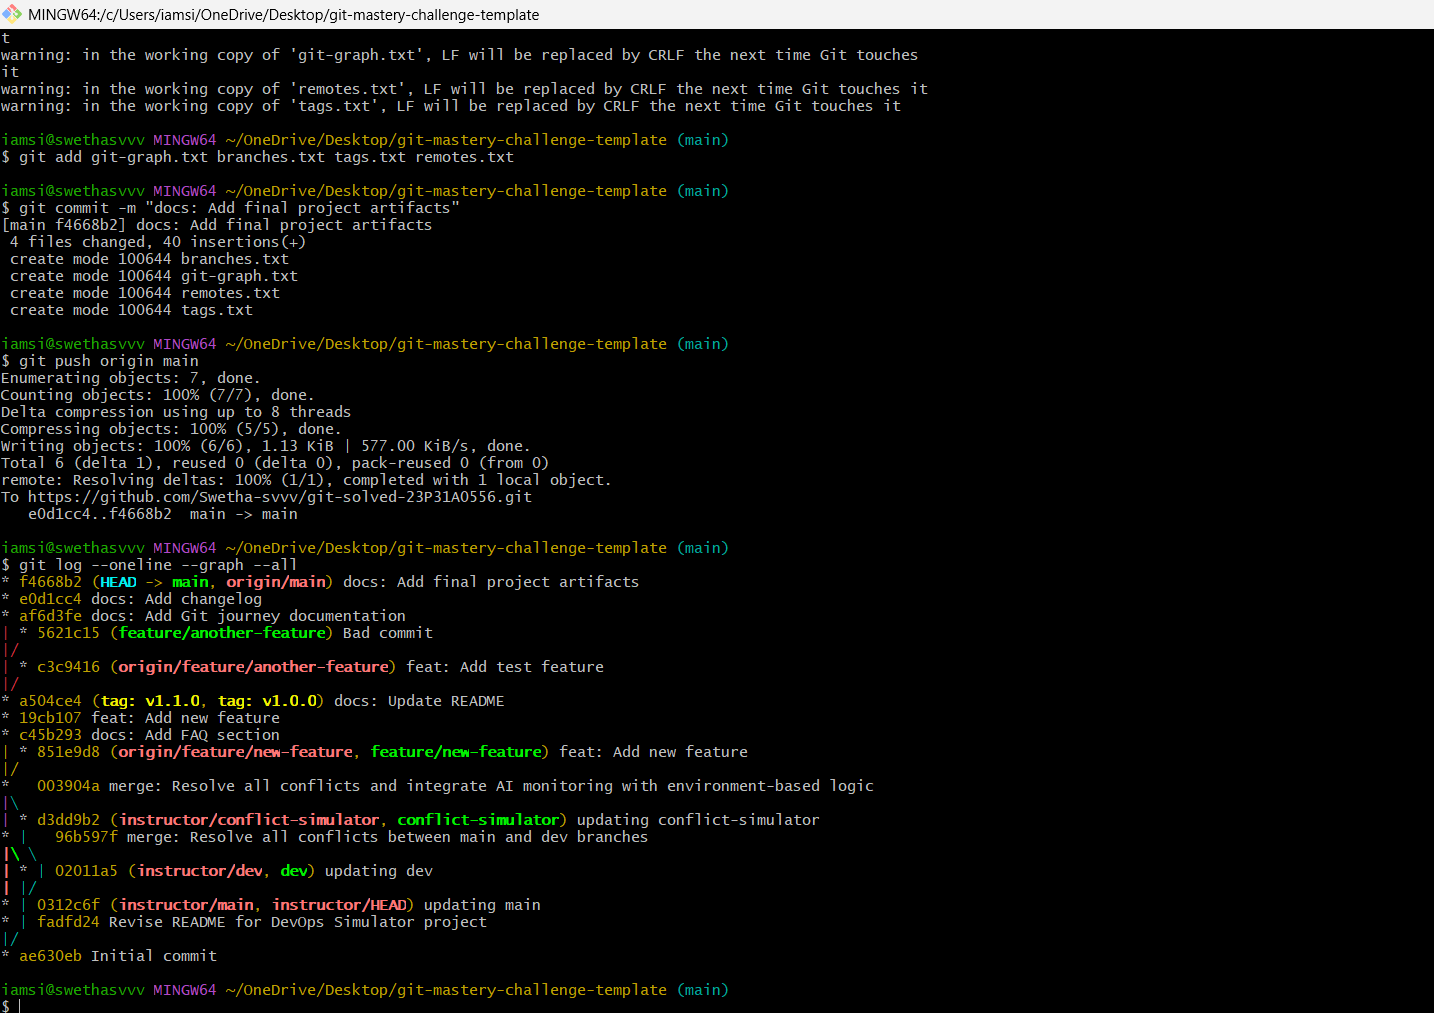 MINGW64:/c/Users/iamsi/OneDrive/Desktop/git-mastery-challenge-template
t
warning: in the working copy of 'git-graph.txt', LF will be replaced by CRLF the next time Git touches
it
warning: in the working copy of 'remotes.txt', LF will be replaced by CRLF the next time Git touches it
warning: in the working copy of 'tags.txt', LF will be replaced by CRLF the next time Git touches it
iamsi@swethasvvv MINGW64 ~/OneDrive/Desktop/git-mastery-challenge-template (main)
$ git add git-graph.txt branches.txt tags.txt remotes.txt
iamsi@swethasvvv MINGW64 ~/OneDrive/Desktop/git-mastery-challenge-template (main)
$ git commit -m "docs: Add final project artifacts"
[main f4668b2] docs: Add final project artifacts
 4 files changed, 40 insertions(+)
 create mode 100644 branches.txt
 create mode 100644 git-graph.txt
 create mode 100644 remotes.txt
 create mode 100644 tags.txt
iamsi@swethasvvv MINGW64 ~/OneDrive/Desktop/git-mastery-challenge-template (main)
$ git push origin main
Enumerating objects: 7, done.
Counting objects: 100% (7/7), done.
Delta compression using up to 8 threads
Compressing objects: 100% (5/5), done.
Writing objects: 100% (6/6), 1.13 KiB | 577.00 KiB/s, done.
Total 6 (delta 1), reused 0 (delta 0), pack-reused 0 (from 0)
remote: Resolving deltas: 100% (1/1), completed with 1 local object.
To https://github.com/Swetha-svvv/git-solved-23P31A0556.git
   e0d1cc4..f4668b2  main -> main
iamsi@swethasvvv MINGW64 ~/OneDrive/Desktop/git-mastery-challenge-template (main)
$ git log --oneline --graph --all
* f4668b2 (HEAD -> main, origin/main) docs: Add final project artifacts
* e0d1cc4 docs: Add changelog
* af6d3fe docs: Add Git journey documentation
| * 5621c15 (feature/another-feature) Bad commit
|/
| * c3c9416 (origin/feature/another-feature) feat: Add test feature
|/
* a504ce4 (tag: v1.1.0, tag: v1.0.0) docs: Update README
* 19cb107 feat: Add new feature
* c45b293 docs: Add FAQ section
| * 851e9d8 (origin/feature/new-feature, feature/new-feature) feat: Add new feature
|/
*   003904a merge: Resolve all conflicts and integrate AI monitoring with environment-based logic
|\
| * d3dd9b2 (instructor/conflict-simulator, conflict-simulator) updating conflict-simulator
* |   96b597f merge: Resolve all conflicts between main and dev branches
|\ \
| * | 02011a5 (instructor/dev, dev) updating dev
| |/
* | 0312c6f (instructor/main, instructor/HEAD) updating main
* | fadfd24 Revise README for DevOps Simulator project
|/
* ae630eb Initial commit
iamsi@swethasvvv MINGW64 ~/OneDrive/Desktop/git-mastery-challenge-template (main)
$